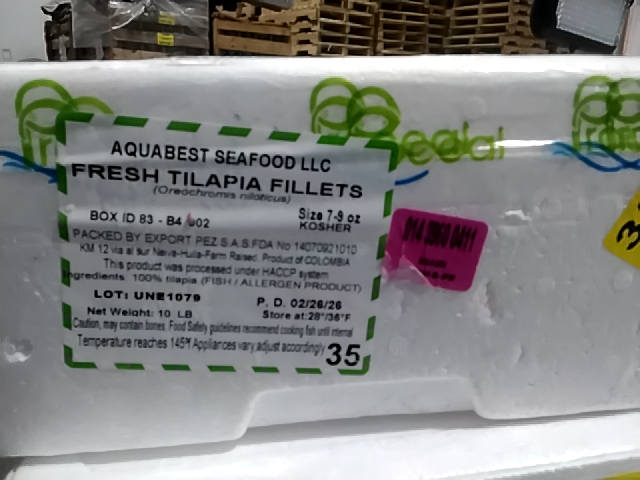 AQUABEST SEAFOOD LLC
FRESH TILAPIA FILLETS
(Oreochromis niloticus)
BOX ID 83 - B4 002
Size 7-9 oz
KOSHER
PACKED BY EXPORT PEZ S.A.S.FDA No 14070921010
KM 12 via al sur Neiva-Huila-Farm Raised. Product of COLOMBIA
This product was processed under HACCP system
Ingredients: 100% tilapia (FISH / ALLERGEN PRODUCT)
LOT: UNE1079
P. D. 02/26/26
Net Weight: 10 LB
Store at:28°/36°F
Caution, may contain bones. Food Safety guidelines recommend cooking fish until internal
Temperature reaches 145°f Appliances vary,adjust accordingly
35